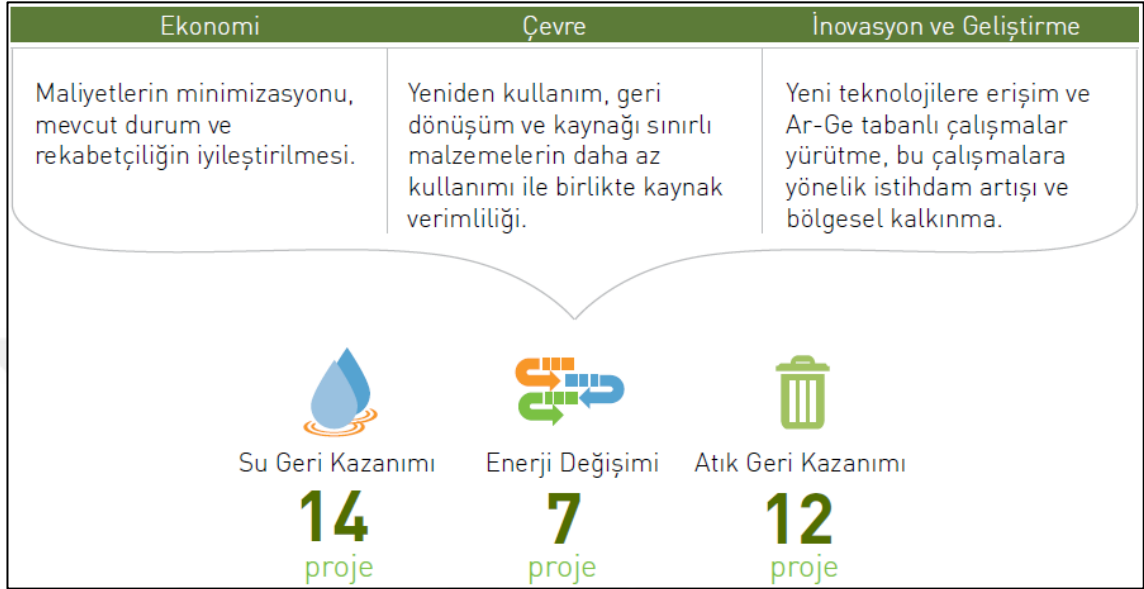 Ekonomi
Çevre
İnovasyon ve Geliştirme
Maliyetlerin minimizasyonu,
mevcut durum ve
rekabetçiliğin iyileştirilmesi.
Yeniden kullanım, geri
dönüşüm ve kaynağı sınırlı
malzemelerin daha az
kullanımı ile birlikte kaynak
verimliliği.
Yeni teknolojilere erişim ve
Ar-Ge tabanlı çalışmalar
yürütme, bu çalışmalara
yönelik istihdam artışı ve
bölgesel kalkınma.
Su Geri Kazanımı
14
proje
Enerji Değişimi
7
proje
Atık Geri Kazanımı
12
proje